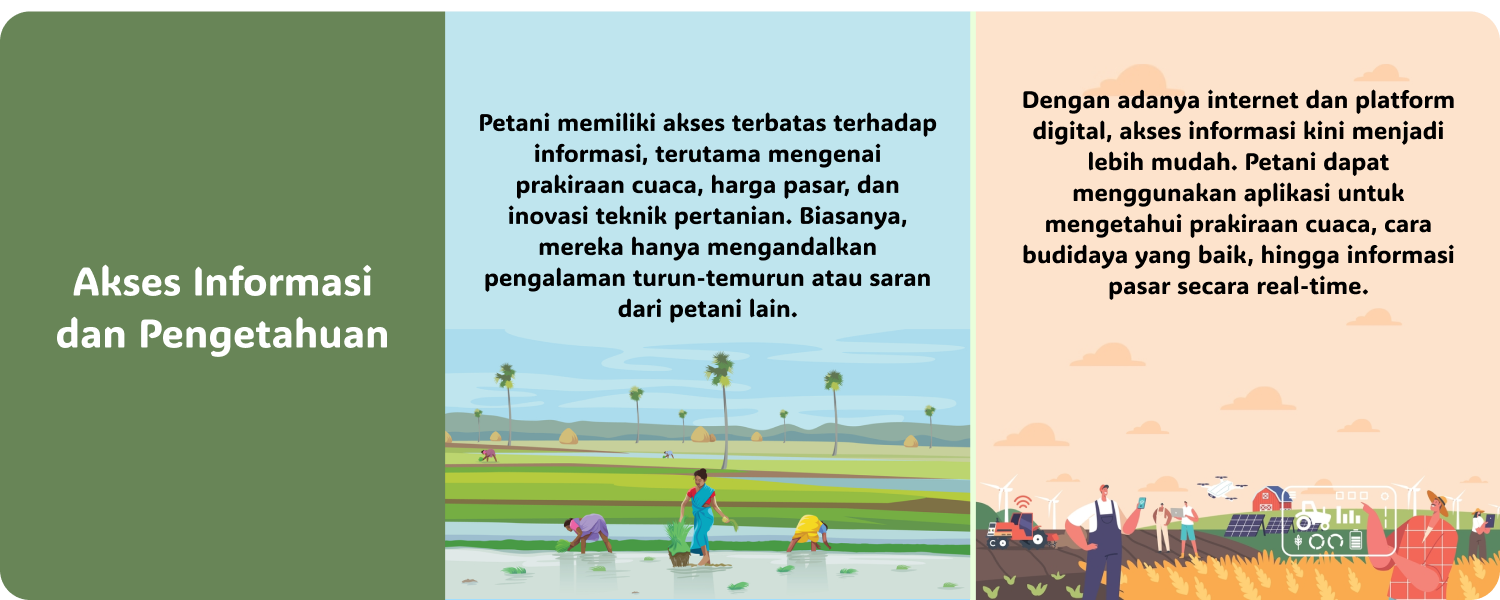 Akses Informasi
dan Pengetahuan
Petani memiliki akses terbatas terhadap
informasi, terutama mengenai
prakiraan cuaca, harga pasar, dan
inovasi teknik pertanian. Biasanya,
mereka hanya mengandalkan
pengalaman turun-temurun atau saran
dari petani lain.
Dengan adanya internet dan platform
digital, akses informasi kini menjadi
lebih mudah. Petani dapat
menggunakan aplikasi untuk
mengetahui prakiraan cuaca, cara
budidaya yang baik, hingga informasi
pasar secara real-time.